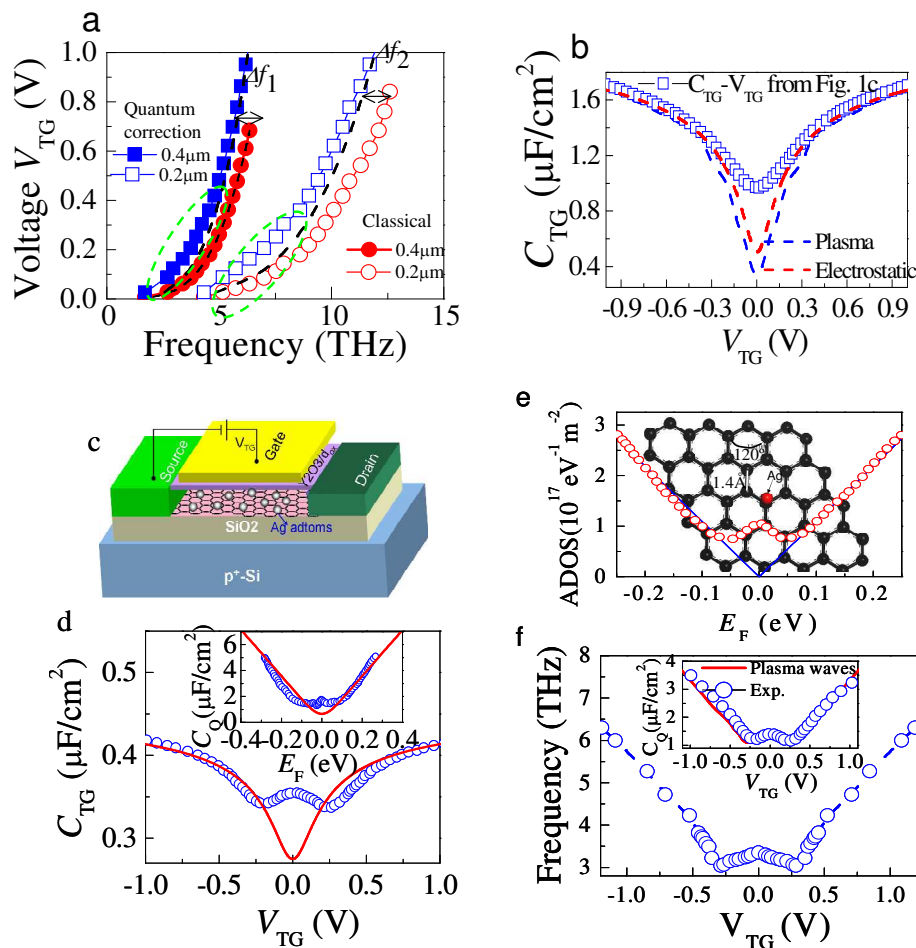 a
Voltage V_TG (V)
1.0
0.8
0.6
0.4
0.2
0.0
Δf1
Δf2
Quantum
correction
0.4μm
0.2μm
Classical
0.4μm
0.2μm
0
5
10
15
Frequency (THz)
b
C_TG (μF/cm²)
1.6
1.2
0.8
0.4
C_TG-V_TG from Fig. 1c
Plasma
Electrostatic
-0.9
-0.6
-0.3
0.0
0.3
0.6
0.9
V_TG (V)
c
Source
V_TG
Gate
Y2O3/d_ox
Drain
SiO2
Ag adtoms
p⁺-Si
e
ADOS(10¹⁷ eV⁻¹ m⁻²)
3
2
1
0
120°
1.4Å
Ag
-0.2
-0.1
0.0
0.1
0.2
E_F (eV)
d
C_TG (μF/cm²)
0.5
0.4
0.3
C_Q(μF/cm²)
6
4
2
0
-0.4
-0.2
0.0
0.2
0.4
E_F (eV)
-1.0
-0.5
0.0
0.5
1.0
V_TG (V)
f
Frequency (THz)
8
7
6
5
4
3
C_Q(μF/cm²)
4
3
2
1
Plasma waves
Exp.
-1.0
-0.5
0.0
0.5
1.0
V_TG (V)
-1.0
-0.5
0.0
0.5
1.0
V_TG (V)